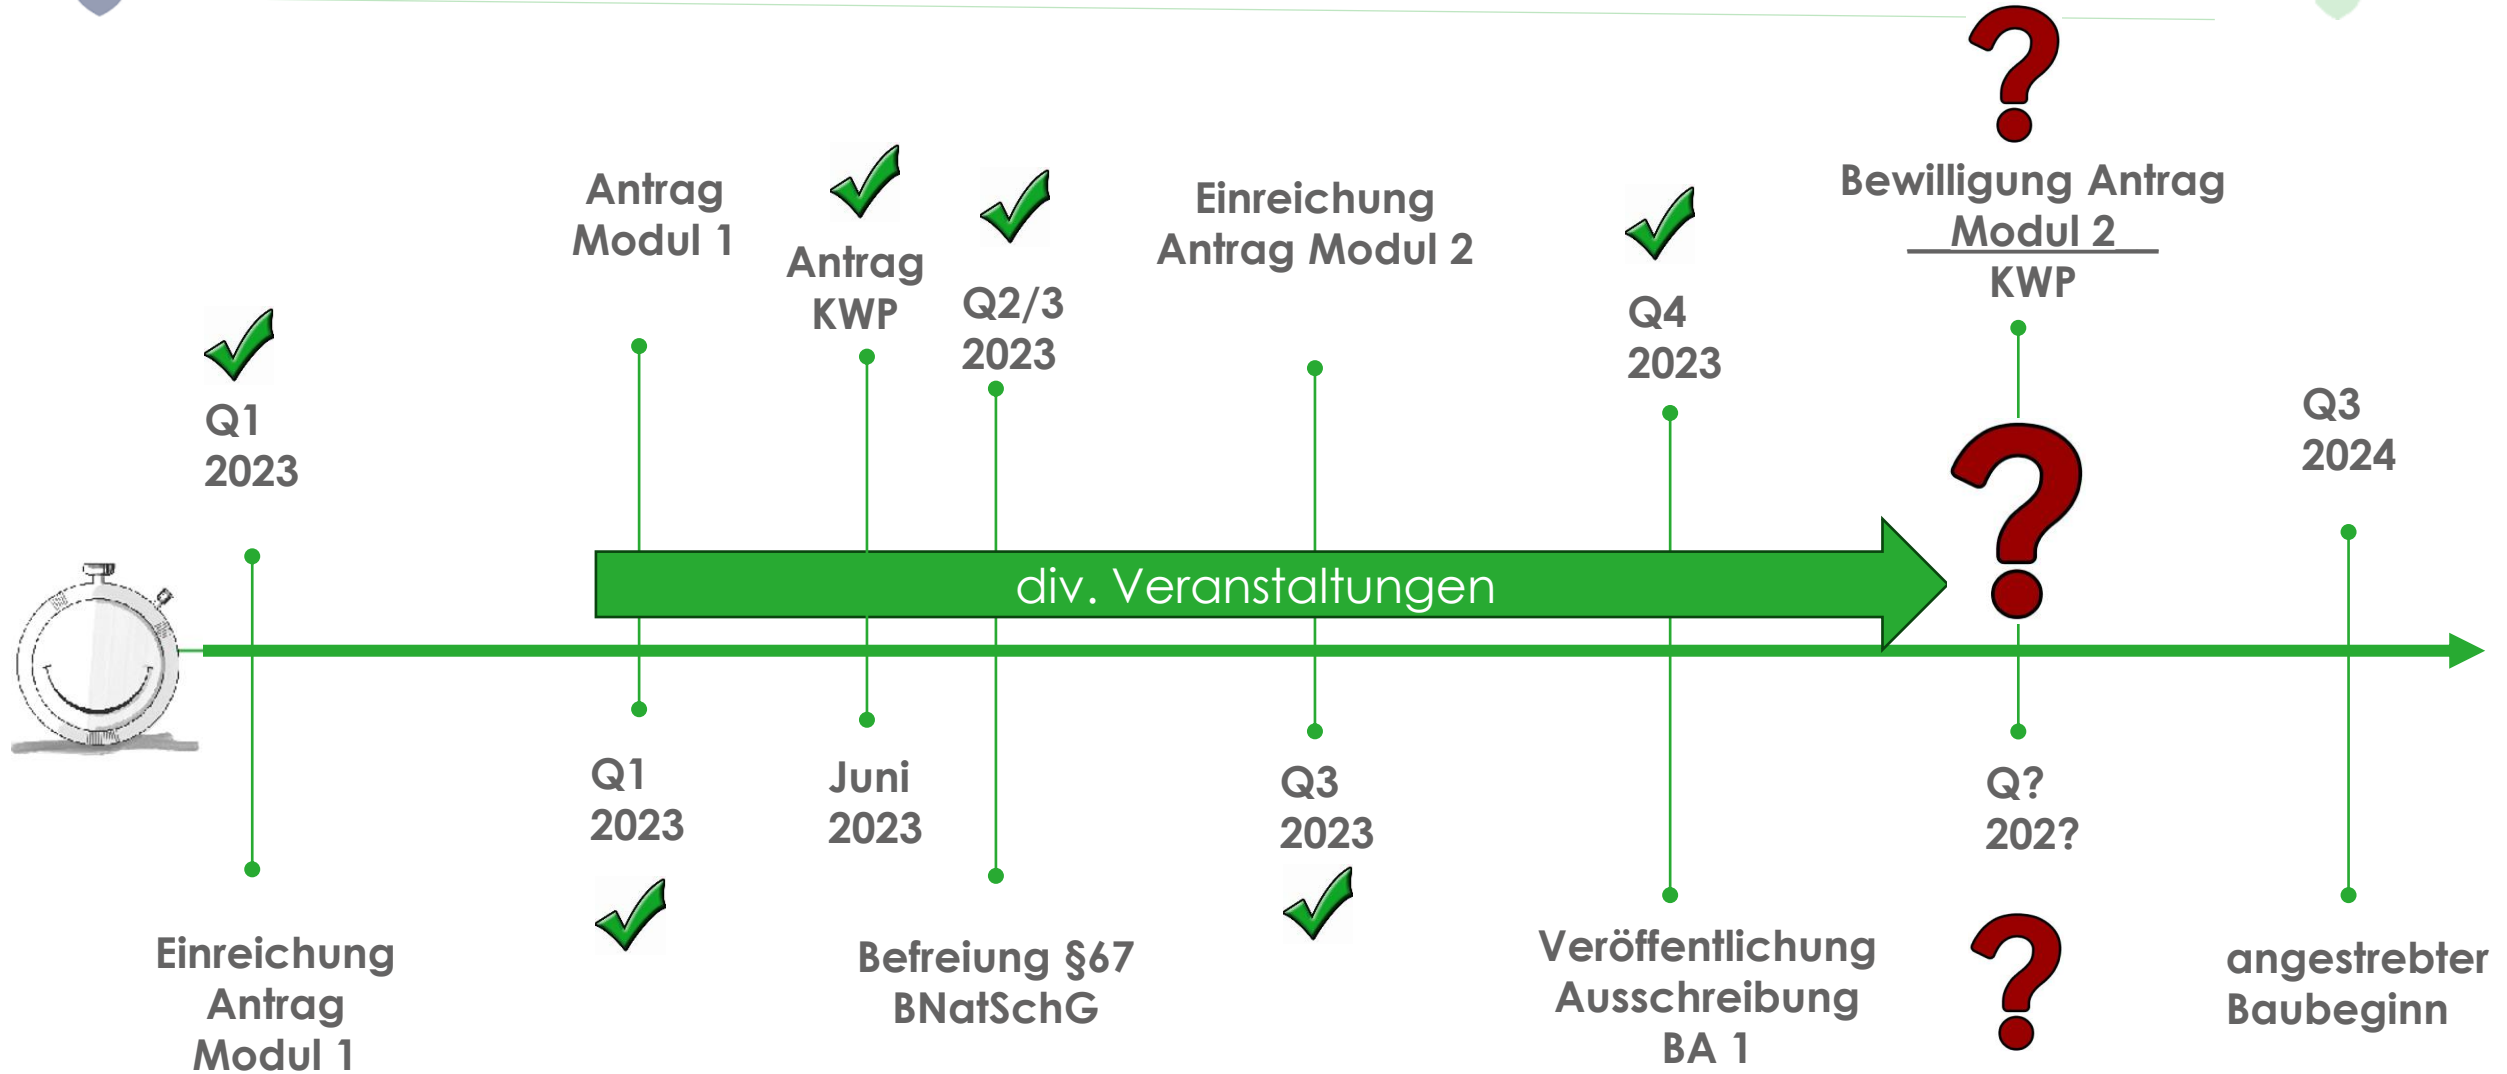 Antrag
Modul 1
Antrag
KWP
Q2/3
2023
Einreichung
Antrag Modul 2
Q4
2023
Bewilligung Antrag
Modul 2
KWP
Q1
2023
Q3
2024
div. Veranstaltungen
Q1
2023
Juni
2023
Q3
2023
Q?
202?
Einreichung
Antrag
Modul 1
Befreiung §67
BNatSchG
Veröffentlichung
Ausschreibung
BA 1
angestrebter
Baubeginn